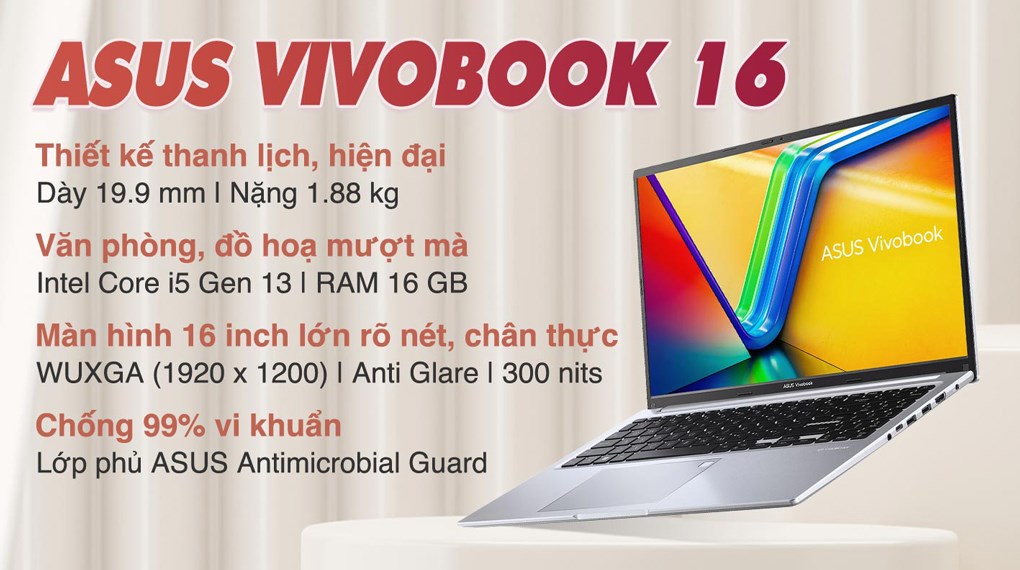 ASUS VIVOBOOK 16
Thiết kế thanh lịch, hiện đại
Dày 19.9 mm | Nặng 1.88 kg
Văn phòng, đồ hoạ mượt mà
Intel Core i5 Gen 13 | RAM 16 GB
Màn hình 16 inch lớn rõ nét, chân thực
WUXGA (1920 x 1200) | Anti Glare | 300 nits
Chống 99% vi khuẩn
Lớp phủ ASUS Antimicrobial Guard
ASUS Vivobook
ASUS Vivobook